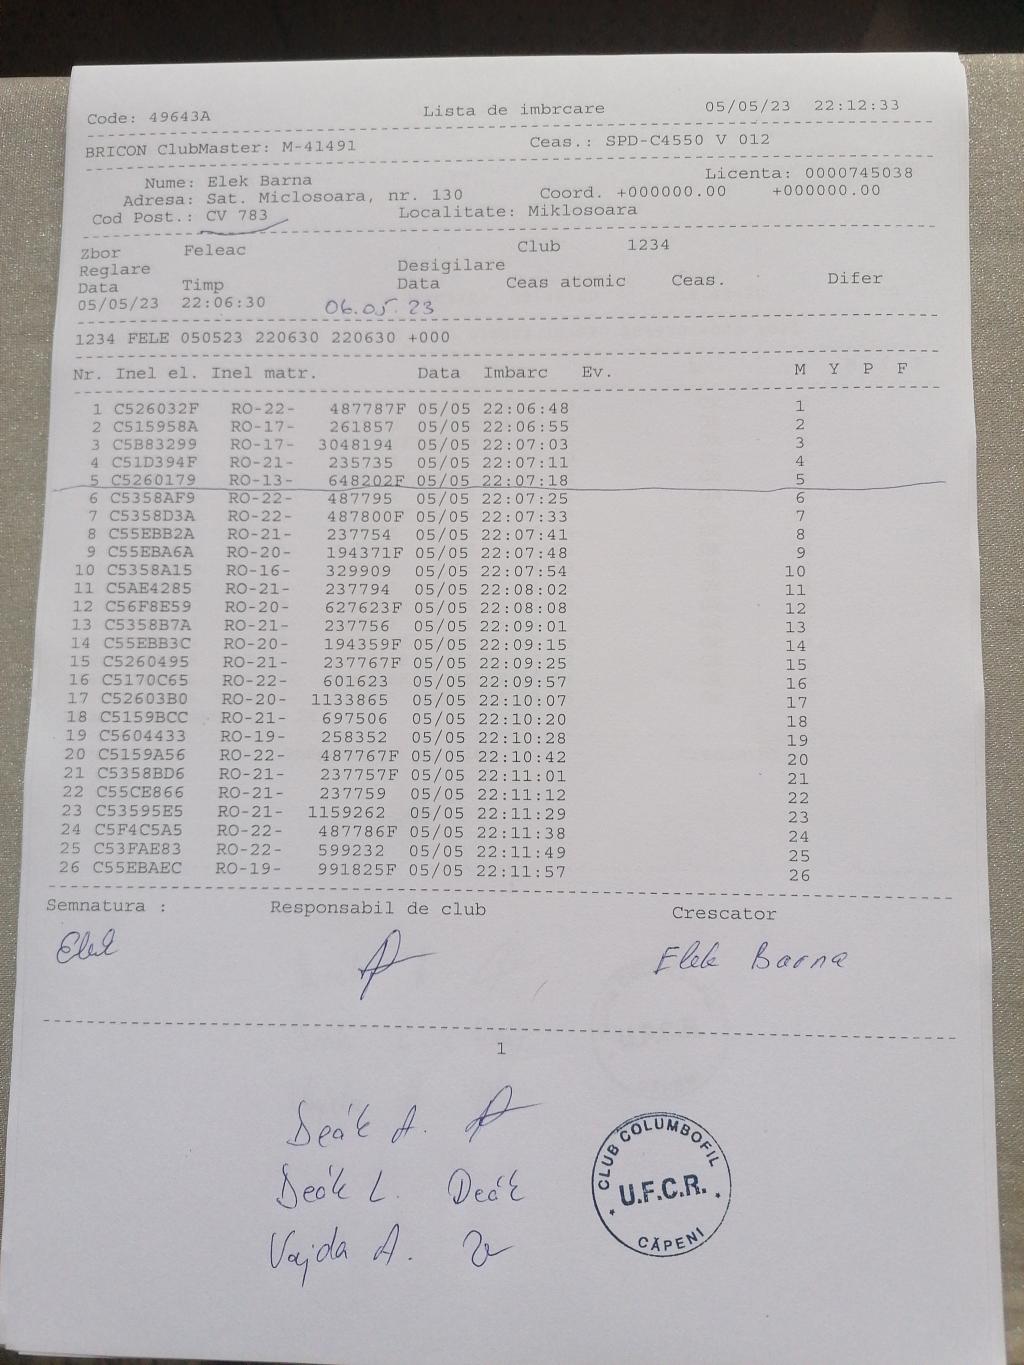 Code: 49643A Lista de imbrcare 05/05/23 22:12:33
BRICON ClubMaster: M-41491 Ceas.: SPD-C4550 V 012
Licenta: 0000745038
Nume: Elek Barna
Adresa: Sat. Miclosoara, nr. 130 Coord. +000000.00 +000000.00
Cod Post.: CV 783 Localitate: Miklosoara
Zbor Feleac Club 1234
Reglare Desigilare
Data Timp Data Ceas atomic Ceas. Difer
05/05/23 22:06:30 06.05.23
1234 FELE 050523 220630 220630 +000
Nr. Inel el. Inel matr. Data Imbarc Ev. M Y P F
1 C526032F RO-22- 487787F 05/05 22:06:48 1
2 C515958A RO-17- 261857 05/05 22:06:55 2
3 C5B83299 RO-17- 3048194 05/05 22:07:03 3
4 C51D394F RO-21- 235735 05/05 22:07:11 4
5 C5260179 RO-13- 648202F 05/05 22:07:18 5
6 C5358AF9 RO-22- 487795 05/05 22:07:25 6
7 C5358D3A RO-22- 487800F 05/05 22:07:33 7
8 C55EBB2A RO-21- 237754 05/05 22:07:41 8
9 C55EBA6A RO-20- 194371F 05/05 22:07:48 9
10 C5358A15 RO-16- 329909 05/05 22:07:54 10
11 C5AE4285 RO-21- 237794 05/05 22:08:02 11
12 C56F8E59 RO-20- 627623F 05/05 22:08:08 12
13 C5358B7A RO-21- 237756 05/05 22:09:01 13
14 C55EBB3C RO-20- 194359F 05/05 22:09:15 14
15 C5260495 RO-21- 237767F 05/05 22:09:25 15
16 C5170C65 RO-22- 601623 05/05 22:09:57 16
17 C52603B0 RO-20- 1133865 05/05 22:10:07 17
18 C5159BCC RO-21- 697506 05/05 22:10:20 18
19 C5604433 RO-19- 258352 05/05 22:10:28 19
20 C5159A56 RO-22- 487767F 05/05 22:10:42 20
21 C5358BD6 RO-21- 237757F 05/05 22:11:01 21
22 C55CE866 RO-21- 237759 05/05 22:11:12 22
23 C53595E5 RO-21- 1159262 05/05 22:11:29 23
24 C5F4C5A5 RO-22- 487786F 05/05 22:11:38 24
25 C53FAE83 RO-22- 599232 05/05 22:11:49 25
26 C55EBAEC RO-19- 991825F 05/05 22:11:57 26
Semnatura : Responsabil de club Crescator
Elek Elek Barna
1
Deák A.
Deák L. Deák
Vajda A.
CLUB COLUMBOFIL
U.F.C.R.
CĂPENI